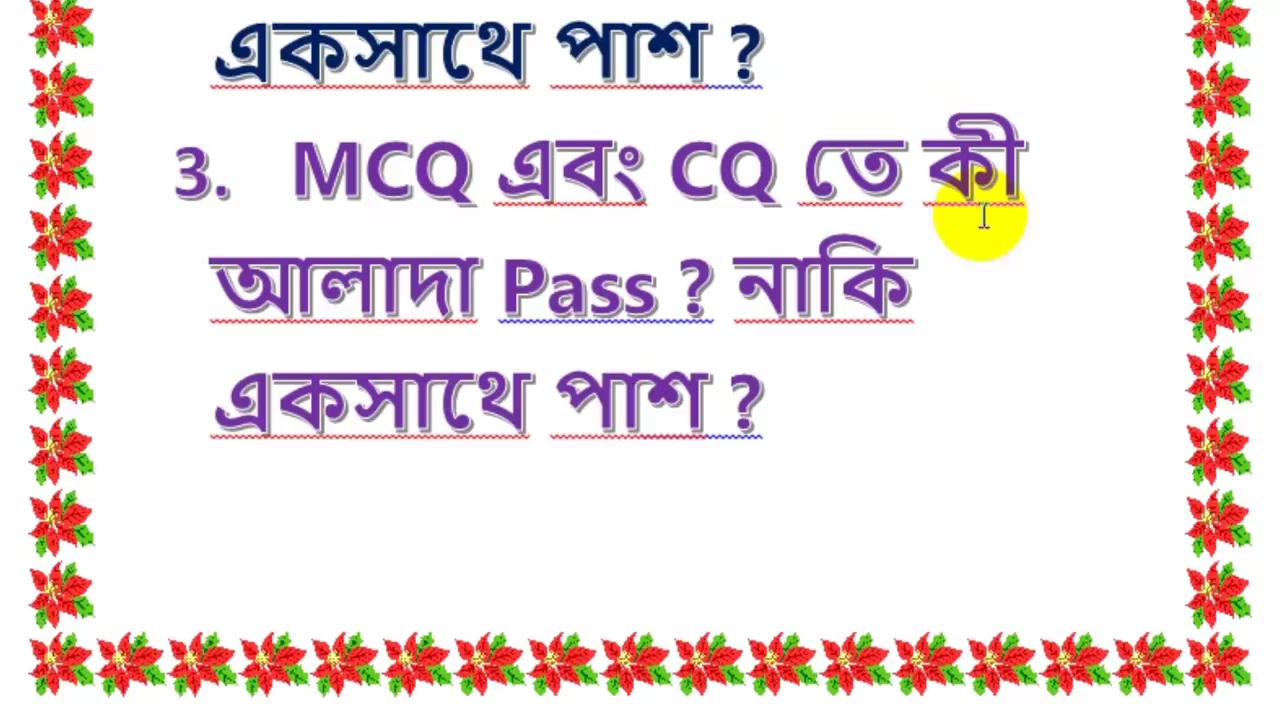 একসাথে পাশ ?
3. MCQ এবং CQ তে কী
আলাদা Pass ? নাকি
একসাথে পাশ ?